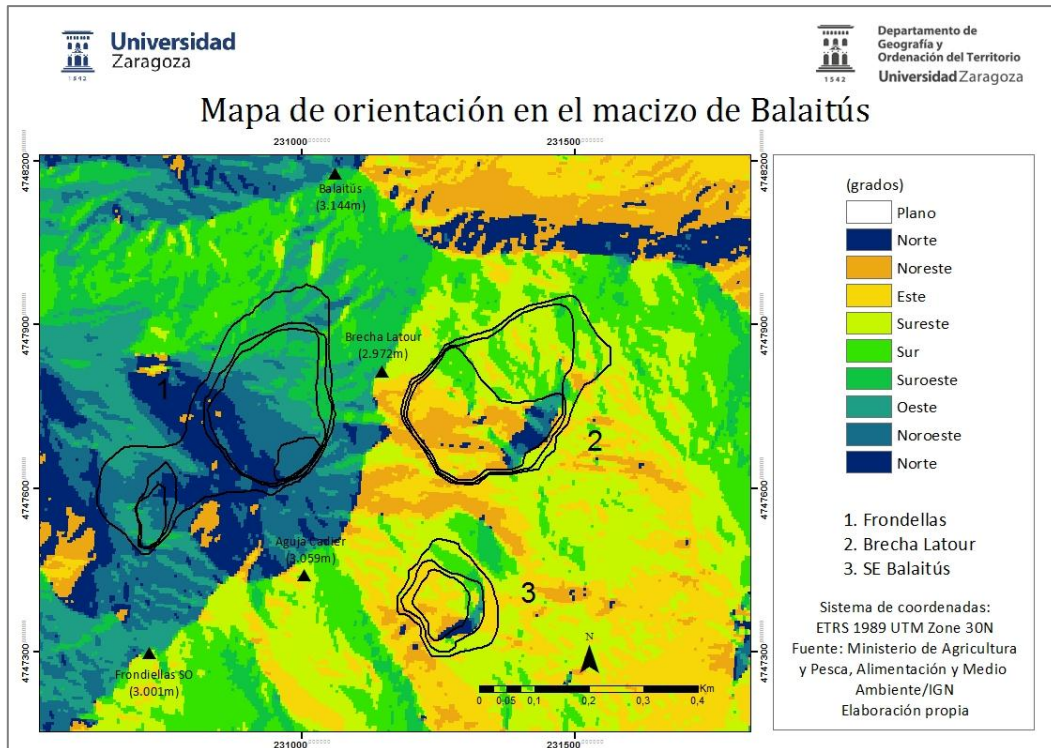 Universidad
Zaragoza
1542
Departamento de
Geografía y
Ordenación del Territorio
Universidad Zaragoza
1542
Mapa de orientación en el macizo de Balaitús
231000
231500
4748200
4748200
Balaitús
(3.144m)
4747900
4747900
Brecha Latour
(2.972m)
1
2
4747600
4747600
Aguja Cadier
(3.059m)
3
N
4747300
4747300
Frondiellas SO
(3.001m)
Km
0 0,05 0,1 0,2 0,3 0,4
231000
231500
(grados)
Plano
Norte
Noreste
Este
Sureste
Sur
Suroeste
Oeste
Noroeste
Norte
1. Frondellas
2. Brecha Latour
3. SE Balaitús
Sistema de coordenadas:
ETRS 1989 UTM Zone 30N
Fuente: Ministerio de Agricultura
y Pesca, Alimentación y Medio
Ambiente/IGN
Elaboración propia